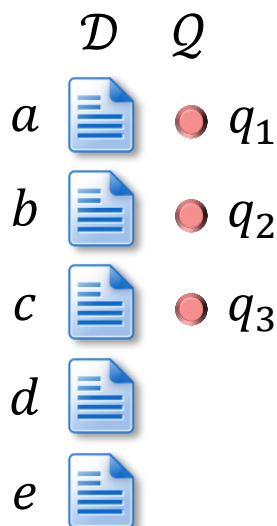 𝒟 𝒬
a q₁
b q₂
c q₃
d
e